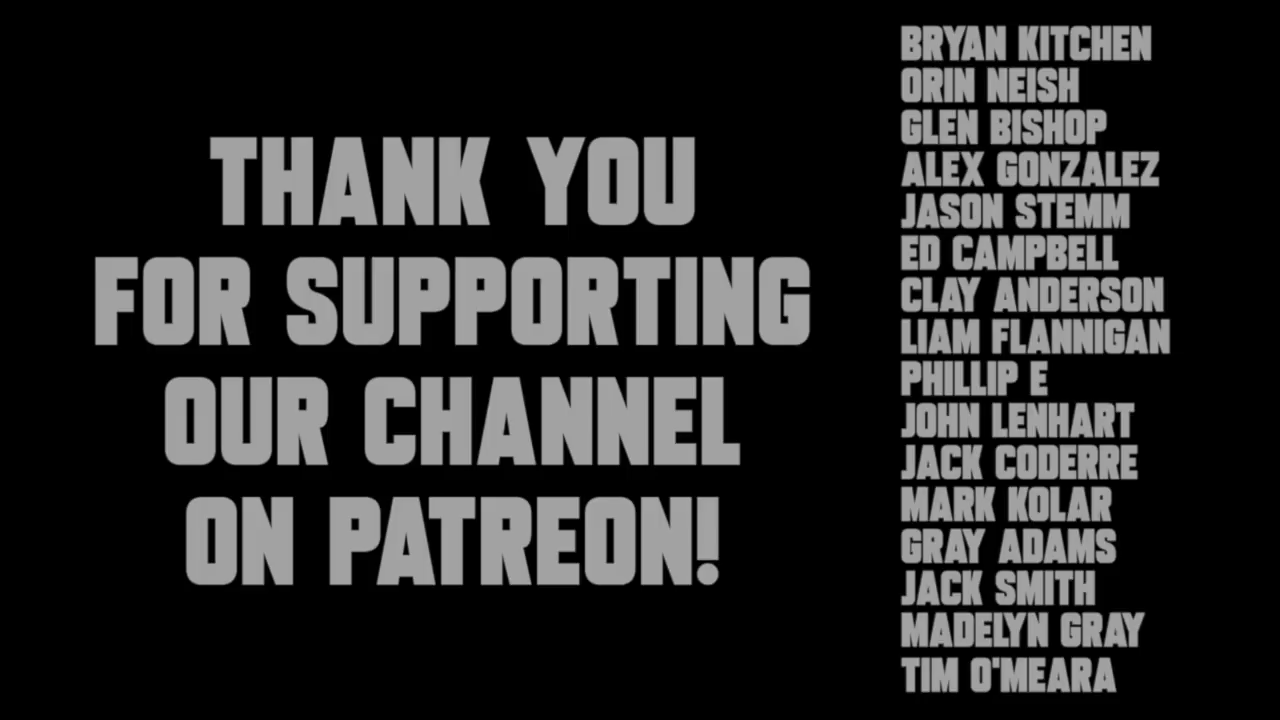 THANK YOU
FOR SUPPORTING
OUR CHANNEL
ON PATREON!
BRYAN KITCHEN
ORIN NEISH
GLEN BISHOP
ALEX GONZALEZ
JASON STEMM
ED CAMPBELL
CLAY ANDERSON
LIAM FLANNIGAN
PHILLIP E
JOHN LENHART
JACK CODERRE
MARK KOLAR
GRAY ADAMS
JACK SMITH
MADELYN GRAY
TIM O'MEARA